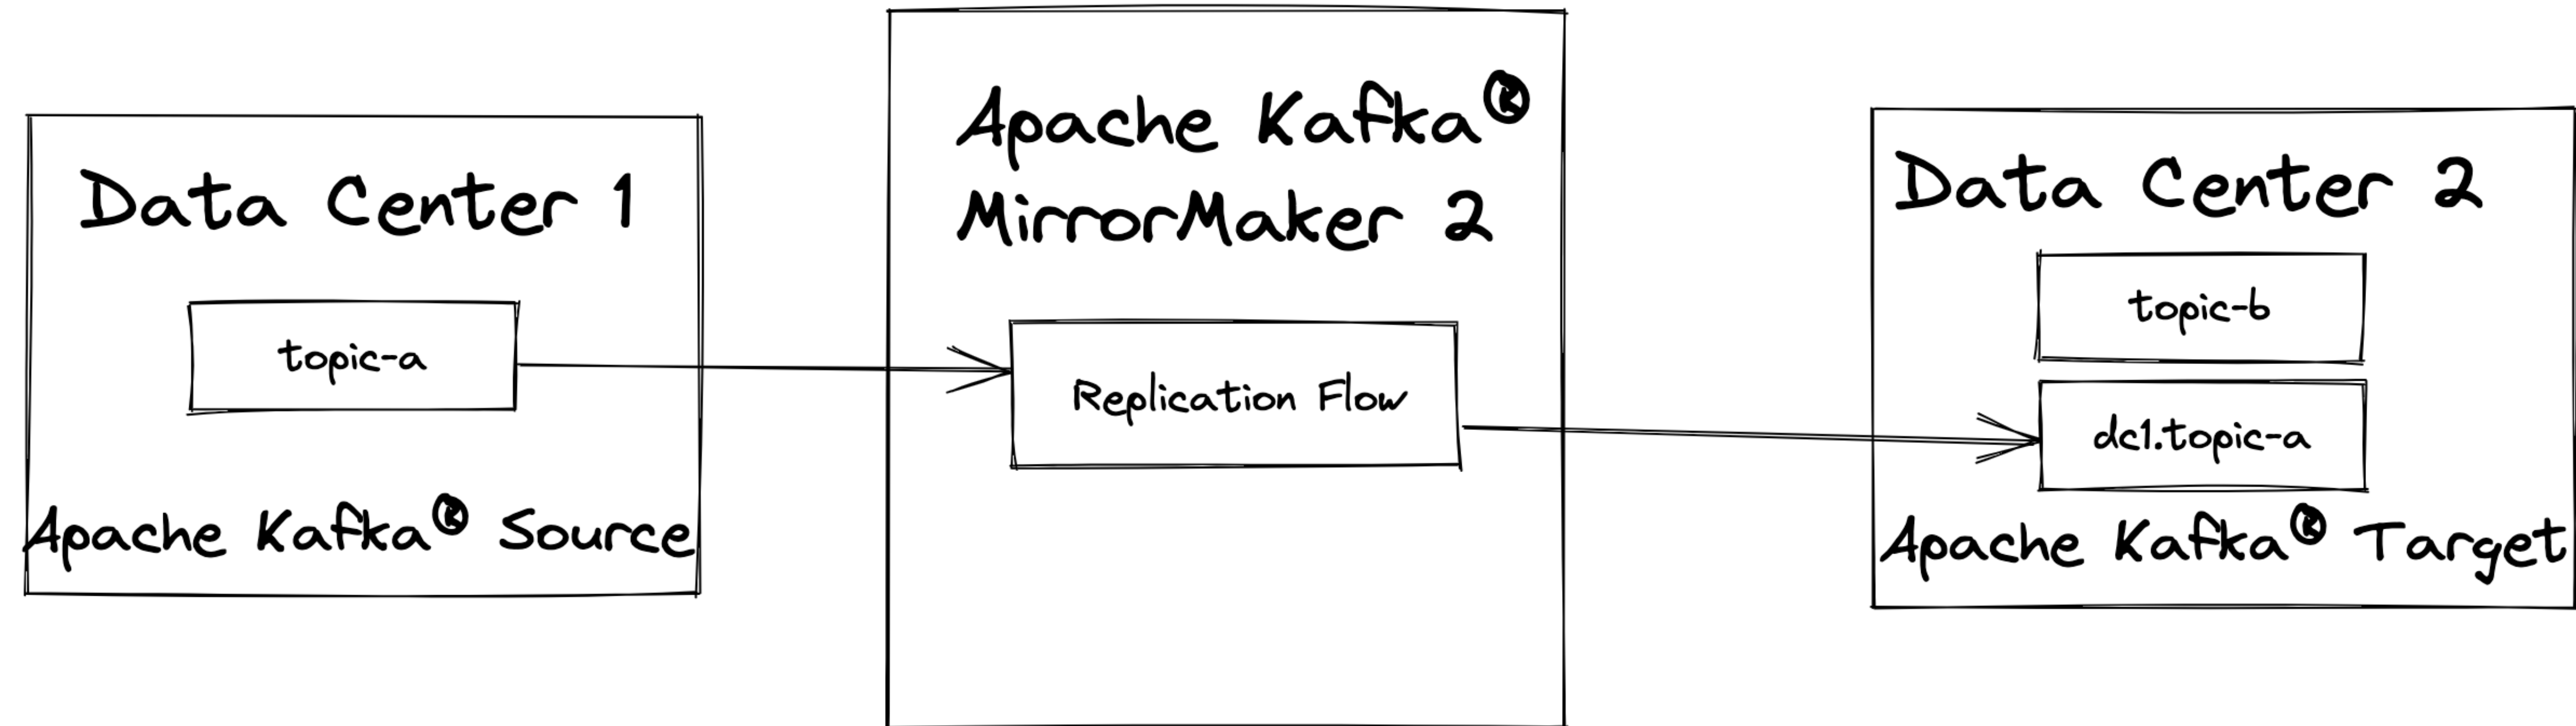 Data Center 1
topic-a
Apache Kafka® Source
Apache Kafka®
MirrorMaker 2
Replication Flow
Data Center 2
topic-b
dc1.topic-a
Apache Kafka® Target